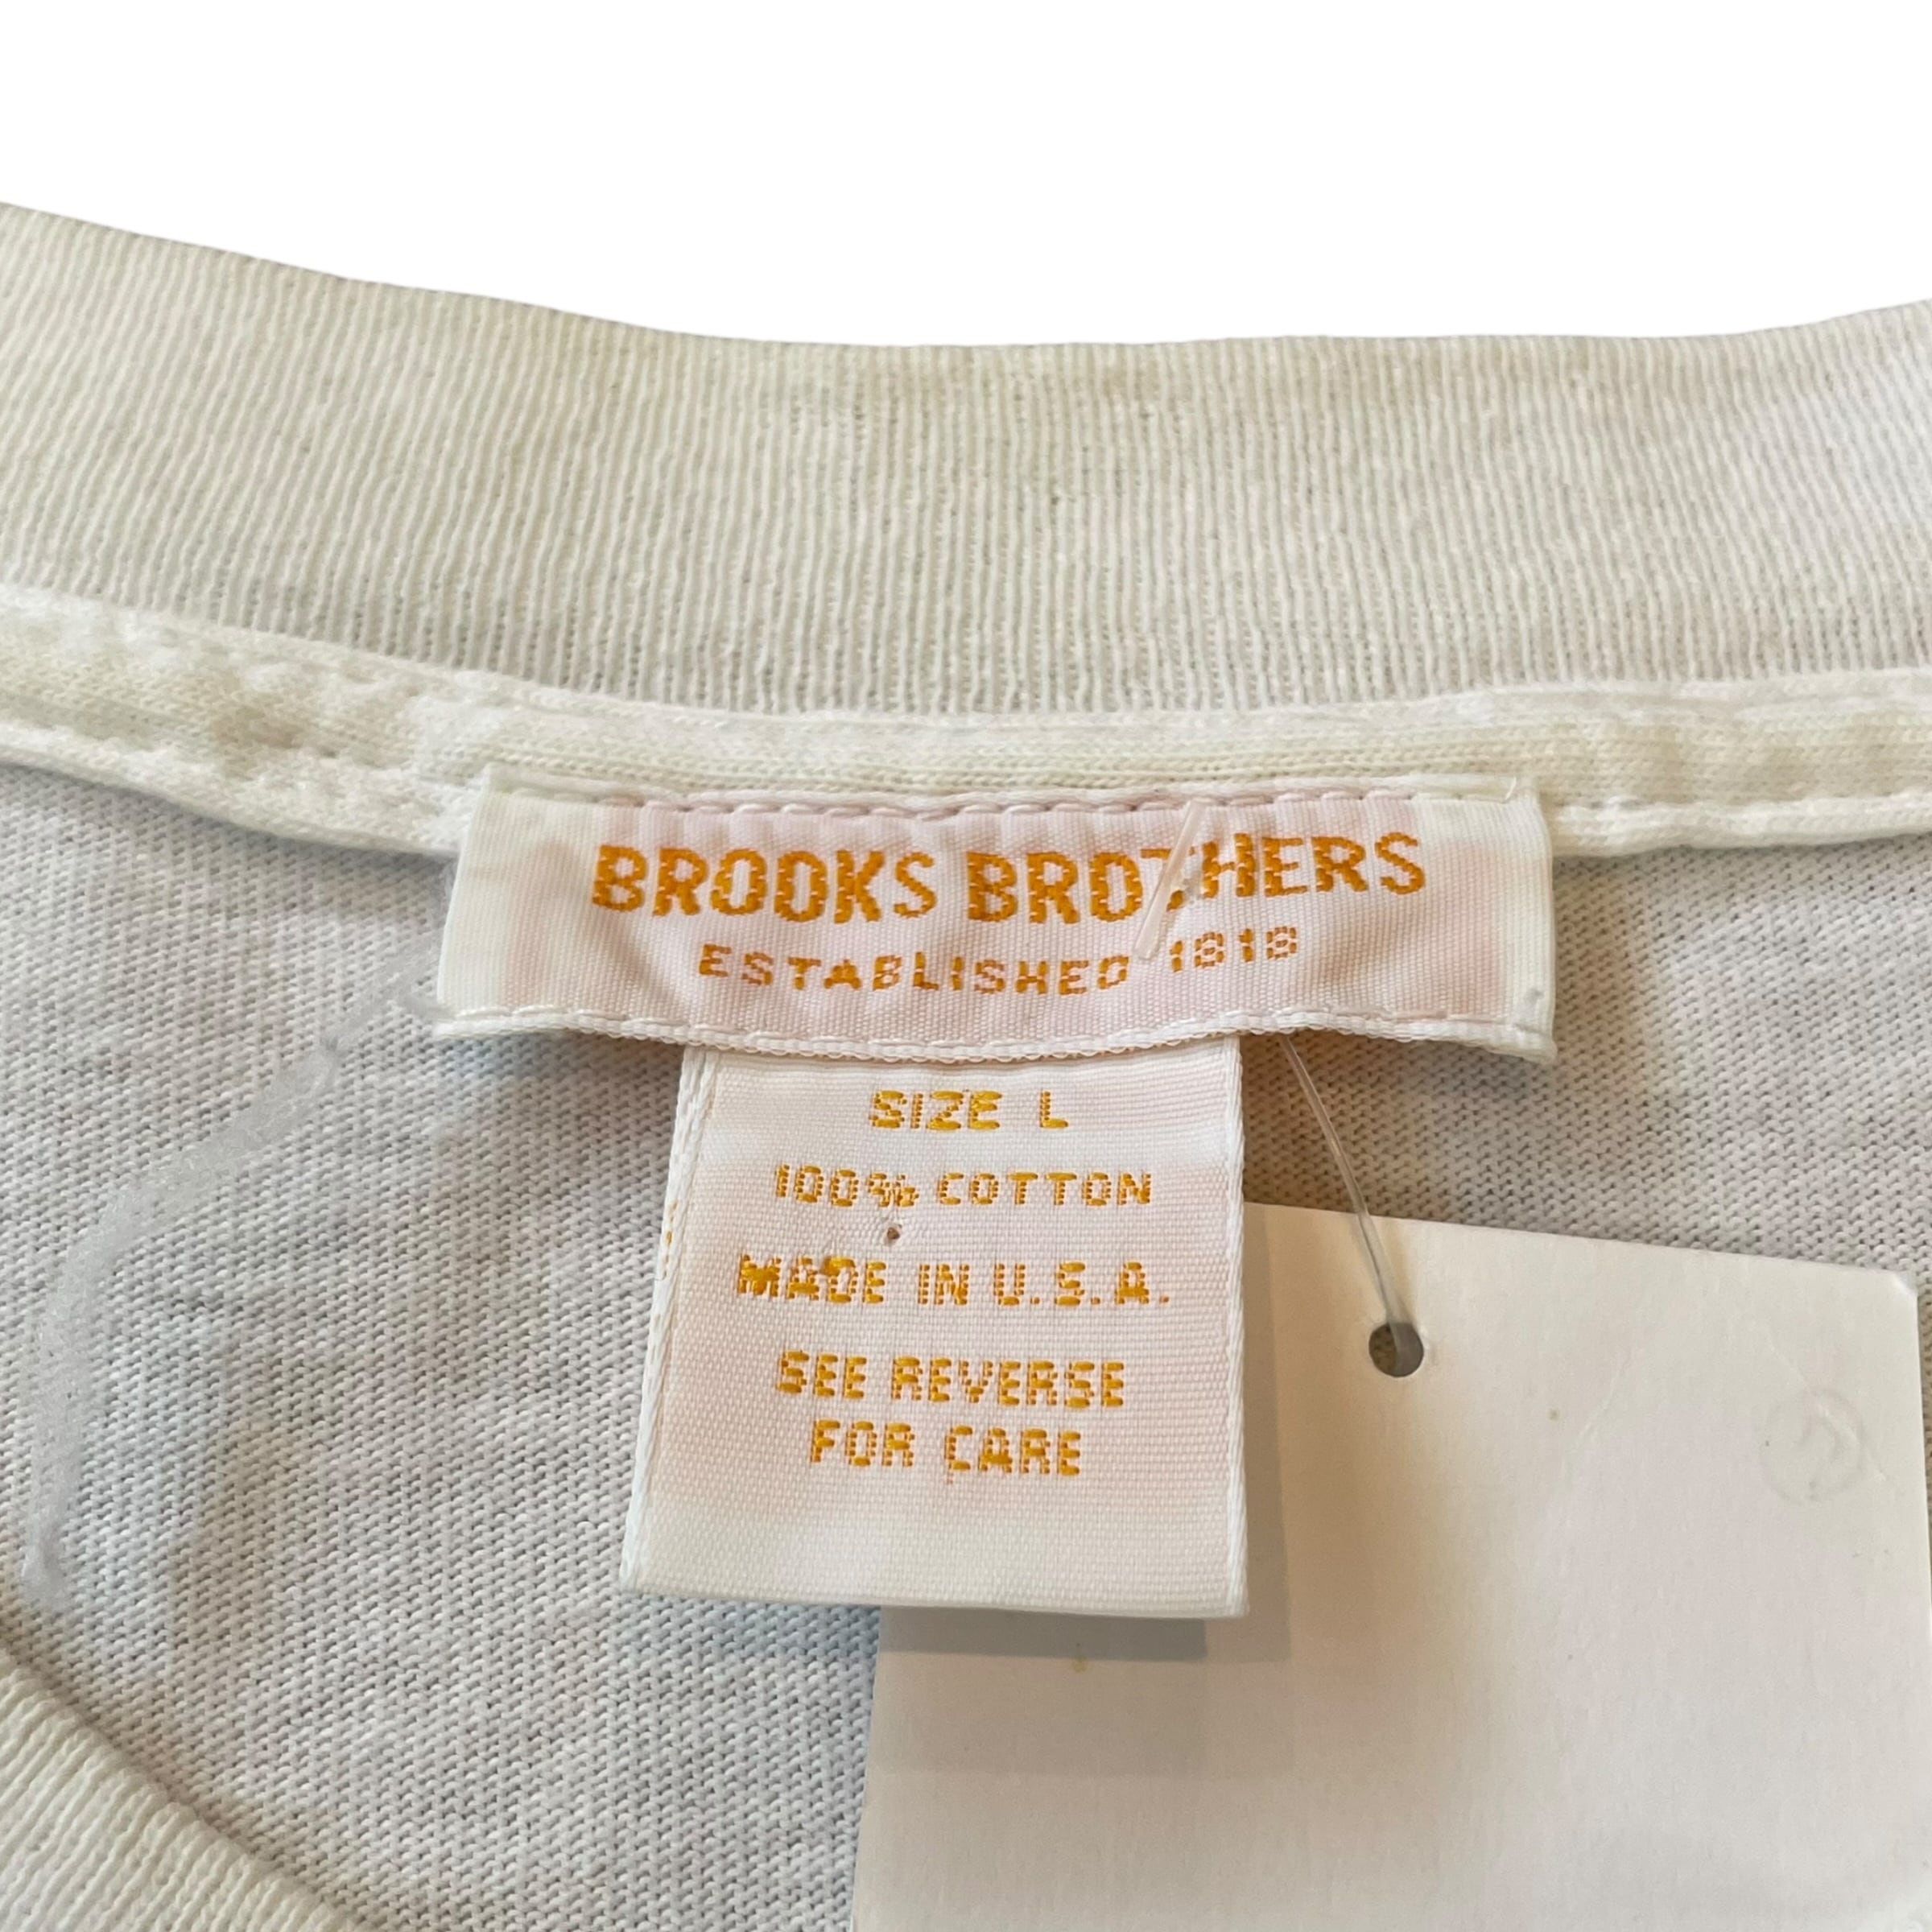 BROOKS BROTHERS
ESTABLISHED 1818
SIZE L
100% COTTON
MADE IN U.S.A.
SEE REVERSE
FOR CARE